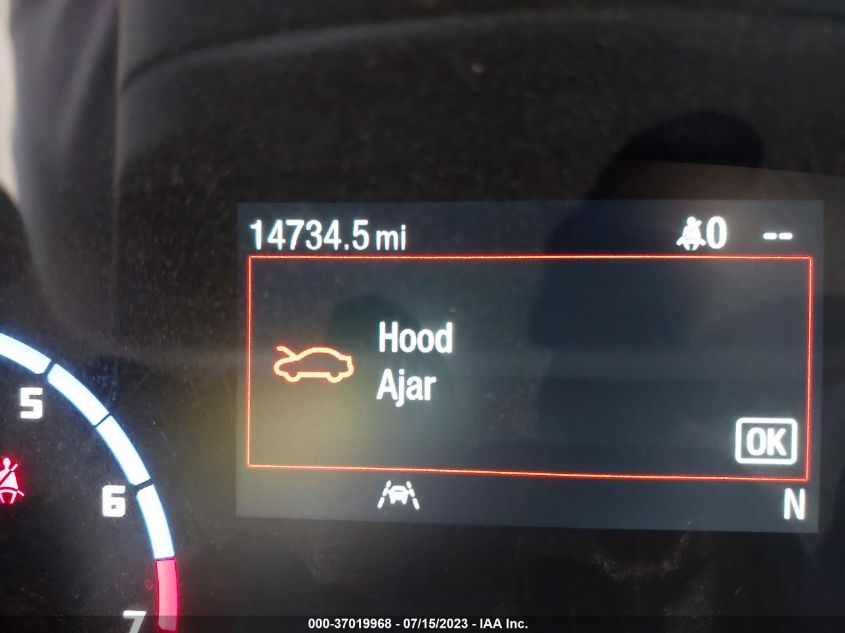 14734.5 mi 0 --
Hood
Ajar
OK
N
5
6
7
000-37019968 - 07/15/2023 - IAA Inc.